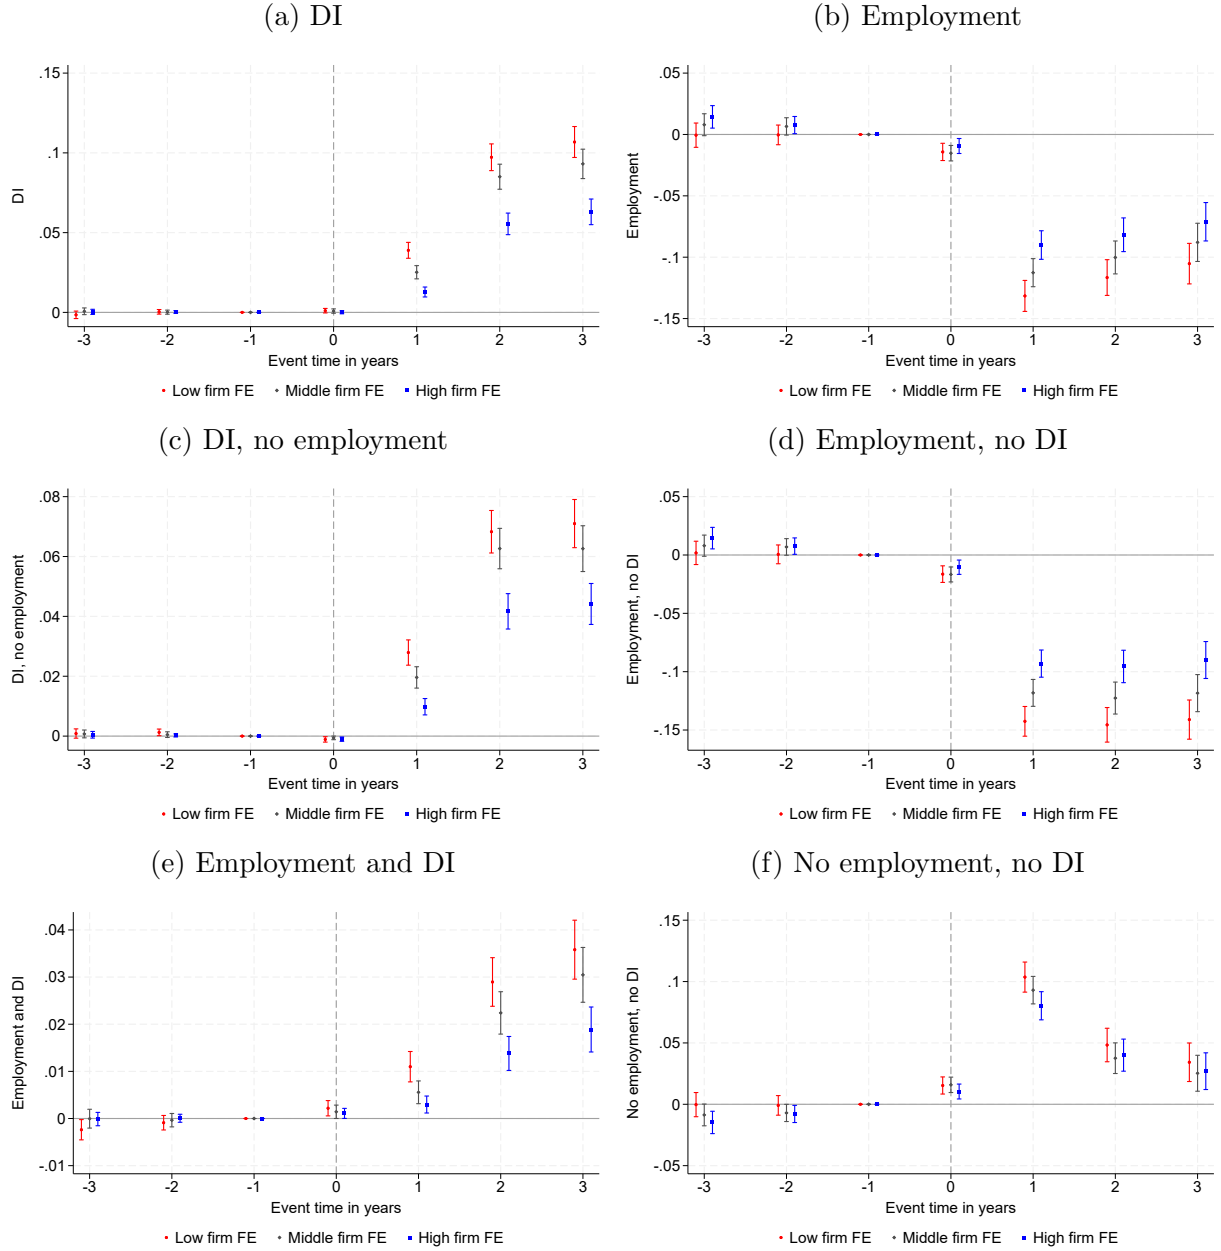 (a) DI
(b) Employment
.15
.1
.05
0
DI
-3 -2 -1 0 1 2 3
Event time in years
Low firm FE Middle firm FE High firm FE
.05
0
-.05
-.1
-.15
Employment
-3 -2 -1 0 1 2 3
Event time in years
Low firm FE Middle firm FE High firm FE
(c) DI, no employment
(d) Employment, no DI
.08
.06
.04
.02
0
DI, no employment
-3 -2 -1 0 1 2 3
Event time in years
Low firm FE Middle firm FE High firm FE
.05
0
-.05
-.1
-.15
Employment, no DI
-3 -2 -1 0 1 2 3
Event time in years
Low firm FE Middle firm FE High firm FE
(e) Employment and DI
(f) No employment, no DI
.04
.03
.02
.01
0
-.01
Employment and DI
-3 -2 -1 0 1 2 3
Event time in years
Low firm FE Middle firm FE High firm FE
.15
.1
.05
0
-.05
No employment, no DI
-3 -2 -1 0 1 2 3
Event time in years
Low firm FE Middle firm FE High firm FE